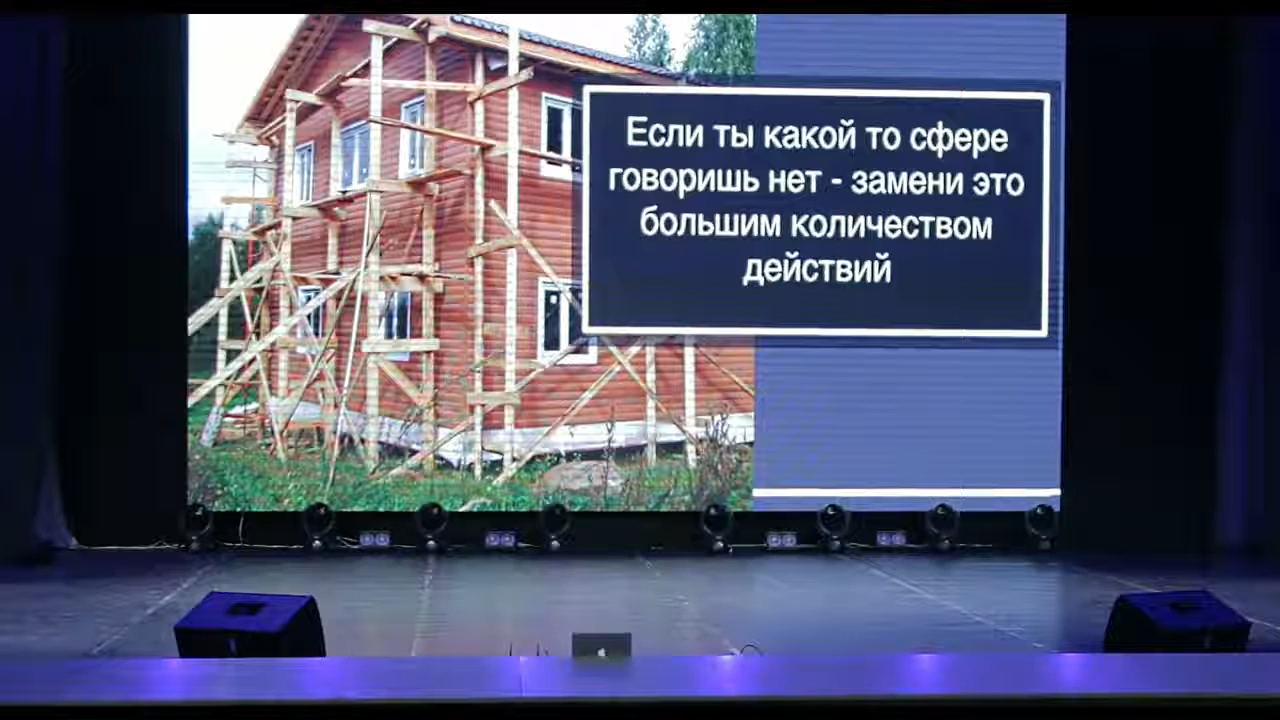 Если ты какой то сфере
говоришь нет - замени это
большим количеством
действий